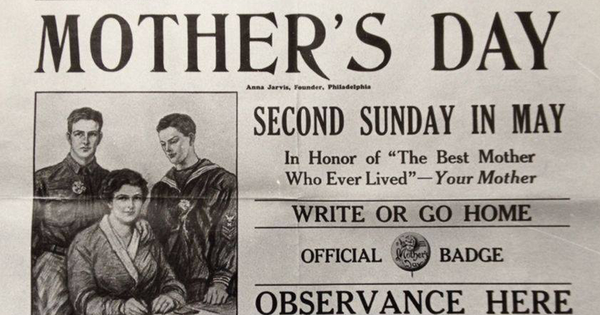 MOTHER'S DAY
Anna Jarvis, Founder, Philadelphia
SECOND SUNDAY IN MAY
In Honor of "The Best Mother
Who Ever Lived"—Your Mother
WRITE OR GO HOME
OFFICIAL Mother's BADGE
OBSERVANCE HERE